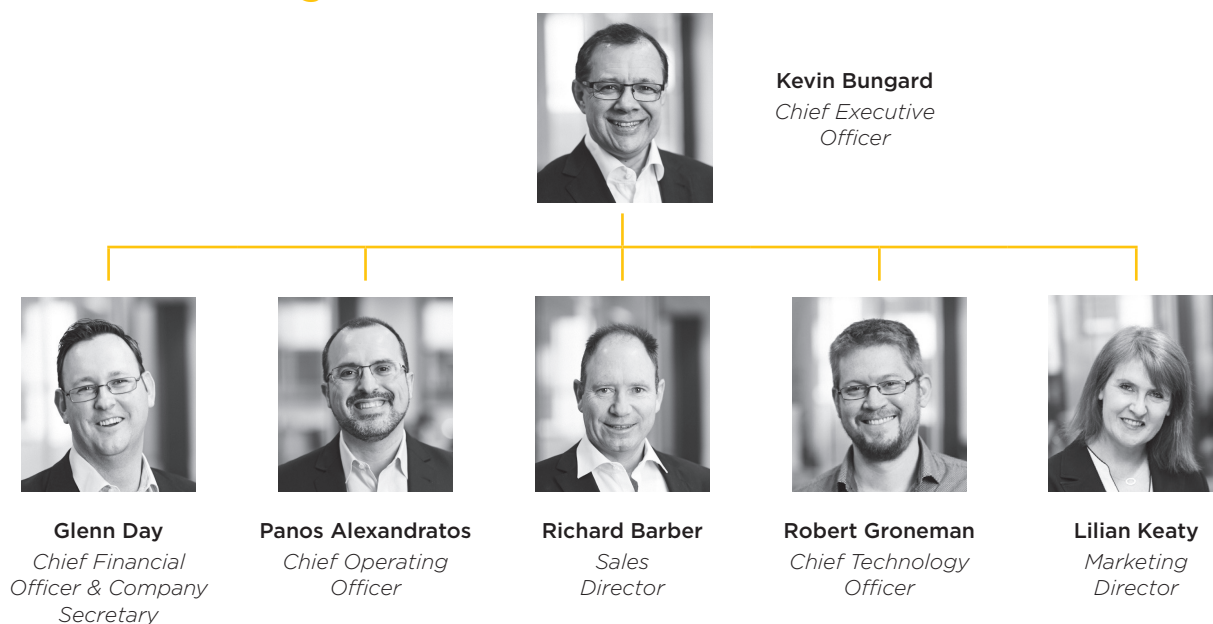 Kevin Bungard
Chief Executive
Officer
Glenn Day
Chief Financial
Officer & Company
Secretary
Panos Alexandratos
Chief Operating
Officer
Richard Barber
Sales
Director
Robert Groneman
Chief Technology
Officer
Lilian Keaty
Marketing
Director